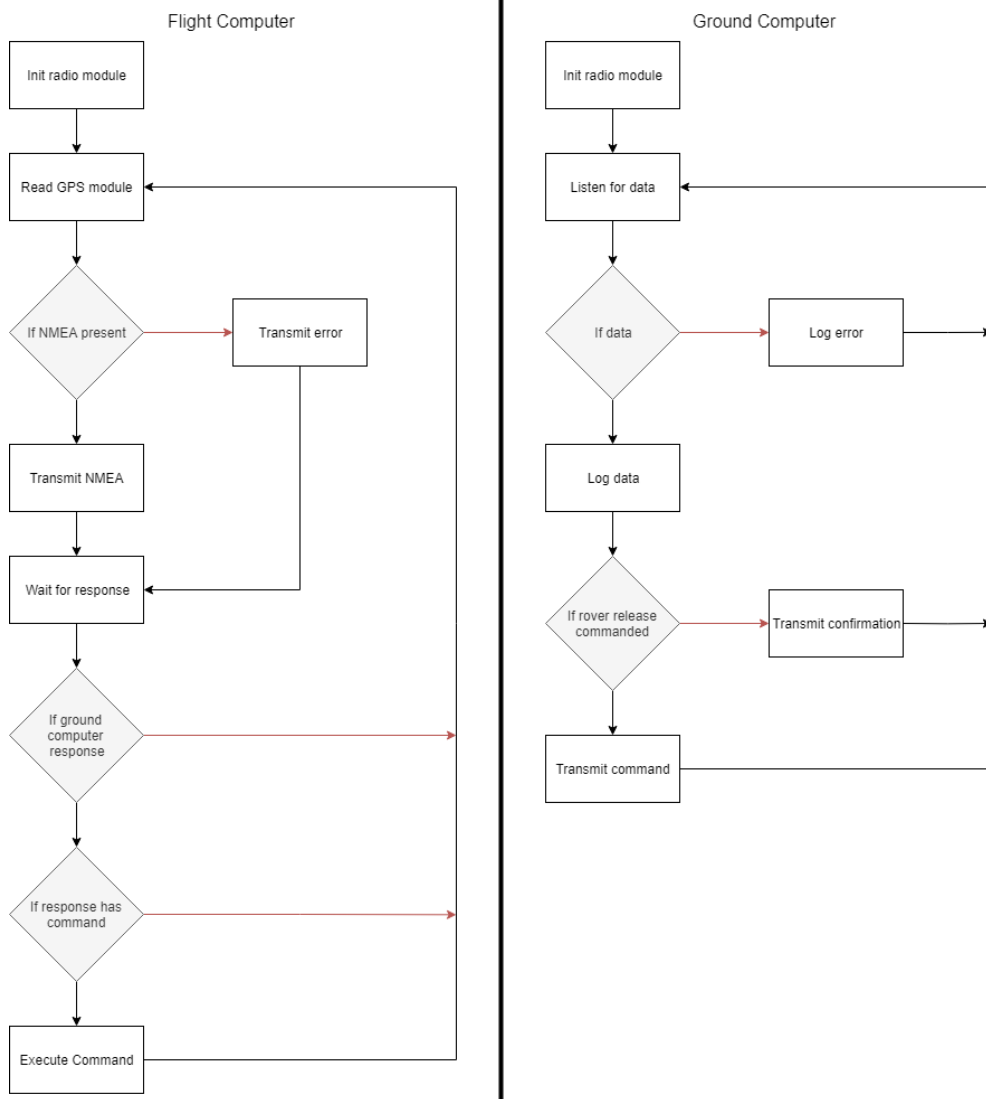 Flight Computer
Init radio module
Read GPS module
If NMEA present
Transmit error
Transmit NMEA
Wait for response
If ground
computer
response
If response has
command
Execute Command
Ground Computer
Init radio module
Listen for data
If data
Log error
Log data
If rover release
commanded
Transmit confirmation
Transmit command